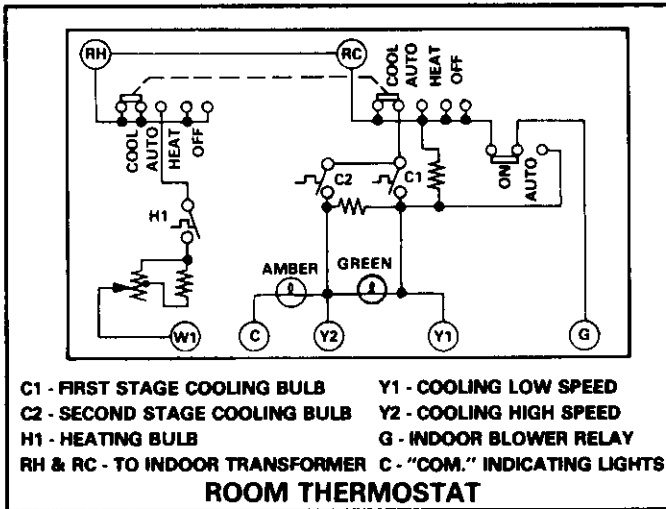 RH
RC
COOL
AUTO
HEAT
OFF
COOL
AUTO
HEAT
OFF
ON
AUTO
C2
C1
H1
AMBER
GREEN
W1
C
Y2
Y1
G
C1 - FIRST STAGE COOLING BULB
Y1 - COOLING LOW SPEED
C2 - SECOND STAGE COOLING BULB
Y2 - COOLING HIGH SPEED
H1 - HEATING BULB
G - INDOOR BLOWER RELAY
RH & RC - TO INDOOR TRANSFORMER
C - "COM." INDICATING LIGHTS
ROOM THERMOSTAT